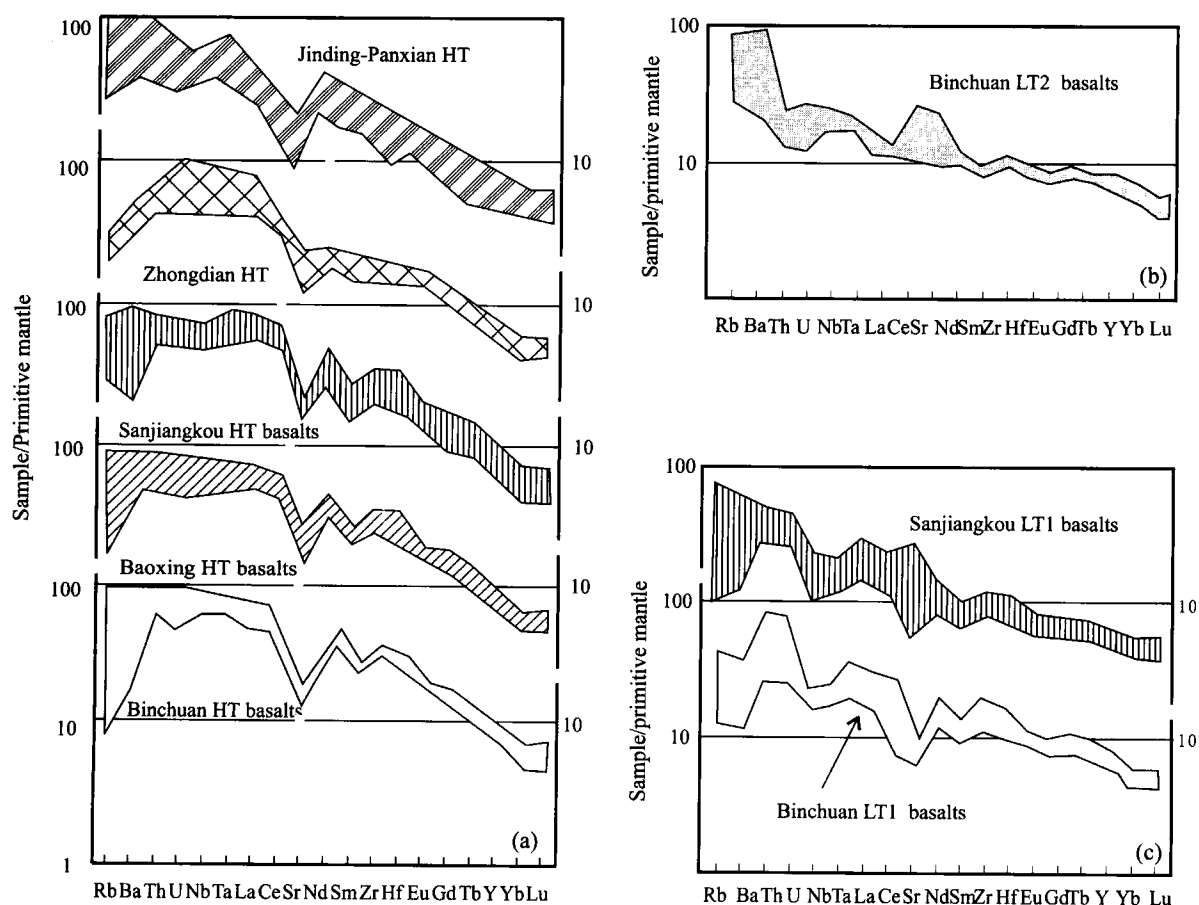 100
Jinding-Panxian HT
100
10
Zhongdian HT
100
10
Sanjiangkou HT basalts
100
10
Baoxing HT basalts
100
10
Binchuan HT basalts
10
10
(a)
1
Sample/Primitive mantle
Rb Ba Th U Nb Ta La Ce Sr Nd Sm Zr Hf Eu Gd Tb Y Yb Lu
100
Binchuan LT2 basalts
10
(b)
Sample/primitive mantle
Rb Ba Th U Nb Ta La Ce Sr Nd Sm Zr Hf Eu Gd Tb Y Yb Lu
100
Sanjiangkou LT1 basalts
100
10
10
10
Binchuan LT1 basalts
(c)
Sample/primitive mantle
Rb Ba Th U Nb Ta La Ce Sr Nd Sm Zr Hf Eu Gd Tb Y Yb Lu